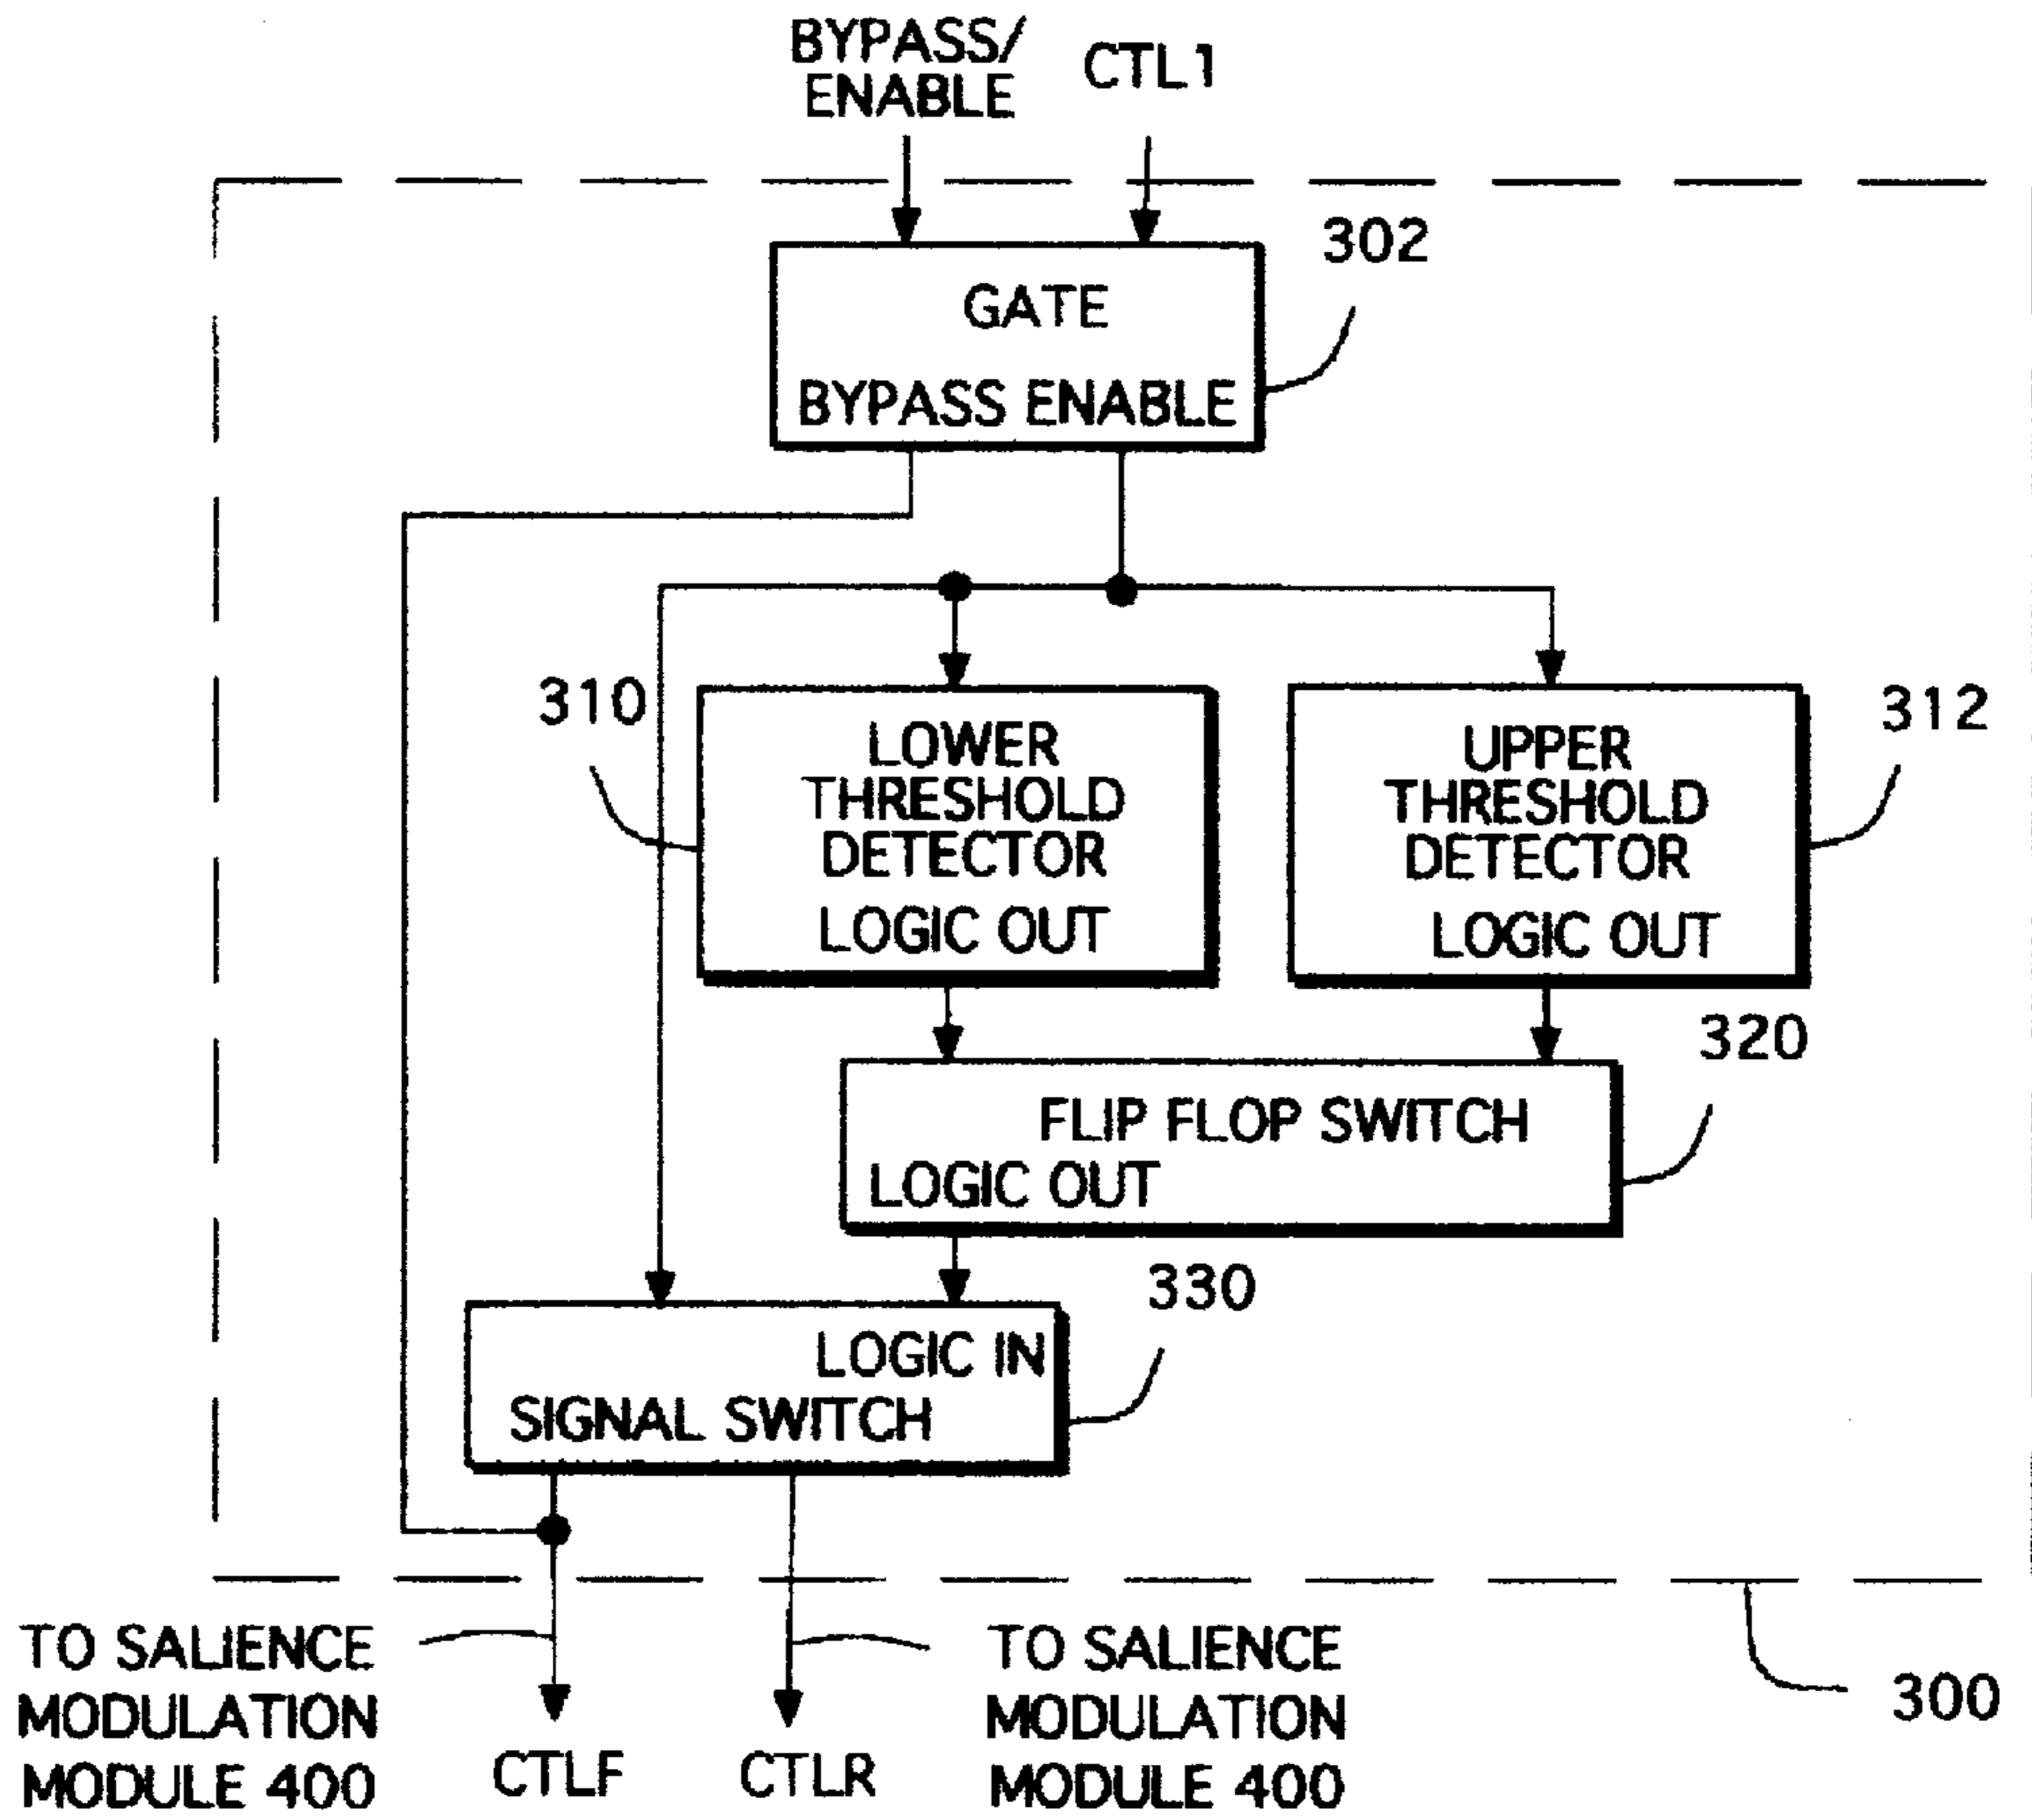 BYPASS/
ENABLE
CTL1
302
GATE
BYPASS ENABLE
310
LOWER
THRESHOLD
DETECTOR
LOGIC OUT
UPPER
THRESHOLD
DETECTOR
LOGIC OUT
312
320
FLIP FLOP SWITCH
LOGIC OUT
330
LOGIC IN
SIGNAL SWITCH
TO SALIENCE
MODULATION
MODULE 400
CTLF
CTLR
TO SALIENCE
MODULATION
MODULE 400
300